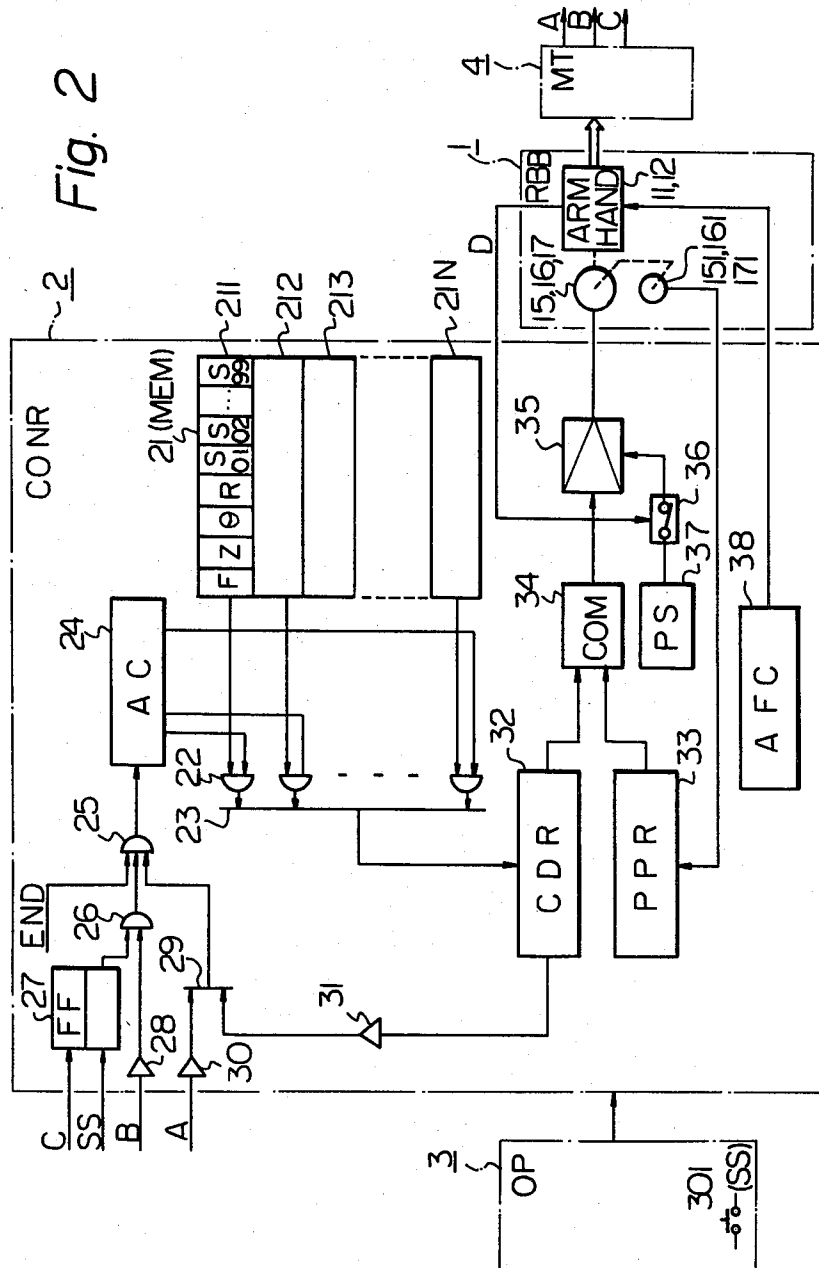 Fig. 2
CONR
2
C
SS
B
A
27
FF
28
30
END
26
25
29
31
24
AC
22
23
21 (MEM)
F Z Θ R S01 S02 ... S99
211
212
213
21N
32
CDR
33
PPR
34
COM
35
36
37
PS
38
AFC
D
1
RBB
15,16,17
151,161
171
ARM
HAND
11,12
4
MT
A
B
C
3
OP
301
(SS)